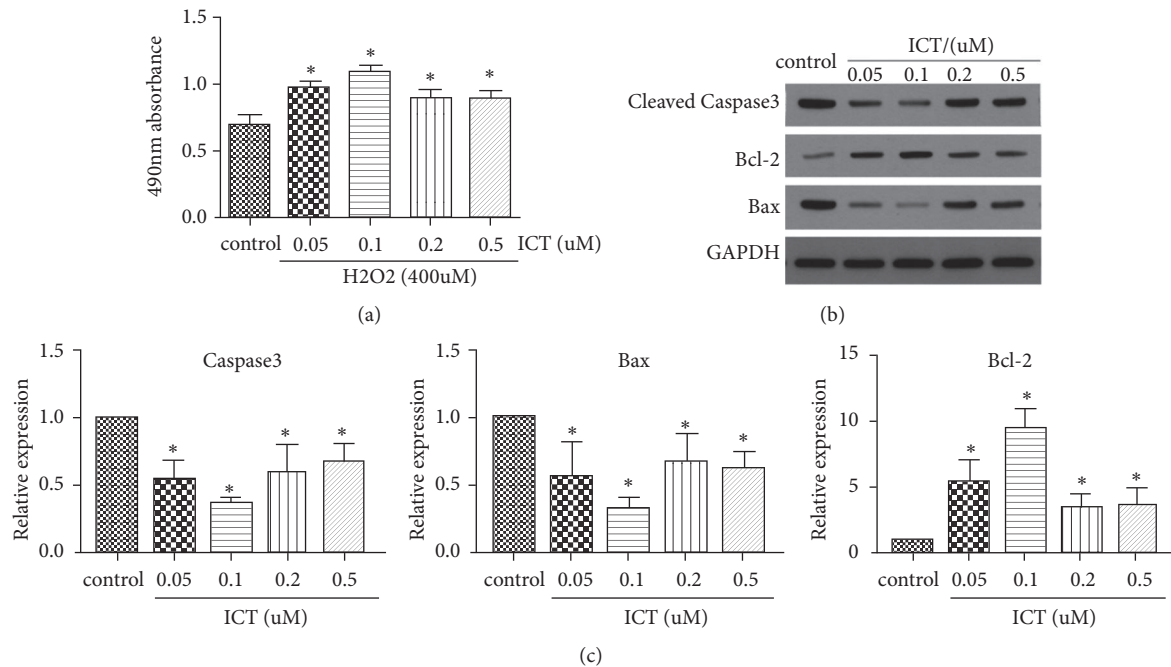 490nm absorbance
1.5
1.0
0.5
0.0
* * * *
control 0.05 0.1 0.2 0.5 ICT (uM)
H2O2 (400uM)
(a)
ICT/(uM)
control 0.05 0.1 0.2 0.5
Cleaved Caspase3
Bcl-2
Bax
GAPDH
(b)
Caspase3
Relative expression
1.5
1.0
0.5
0.0
* * * *
control 0.05 0.1 0.2 0.5
ICT (uM)
Bax
Relative expression
1.5
1.0
0.5
0.0
* * * *
control 0.05 0.1 0.2 0.5
ICT (uM)
Bcl-2
Relative expression
15
10
5
0
* * * *
control 0.05 0.1 0.2 0.5
ICT (uM)
(c)